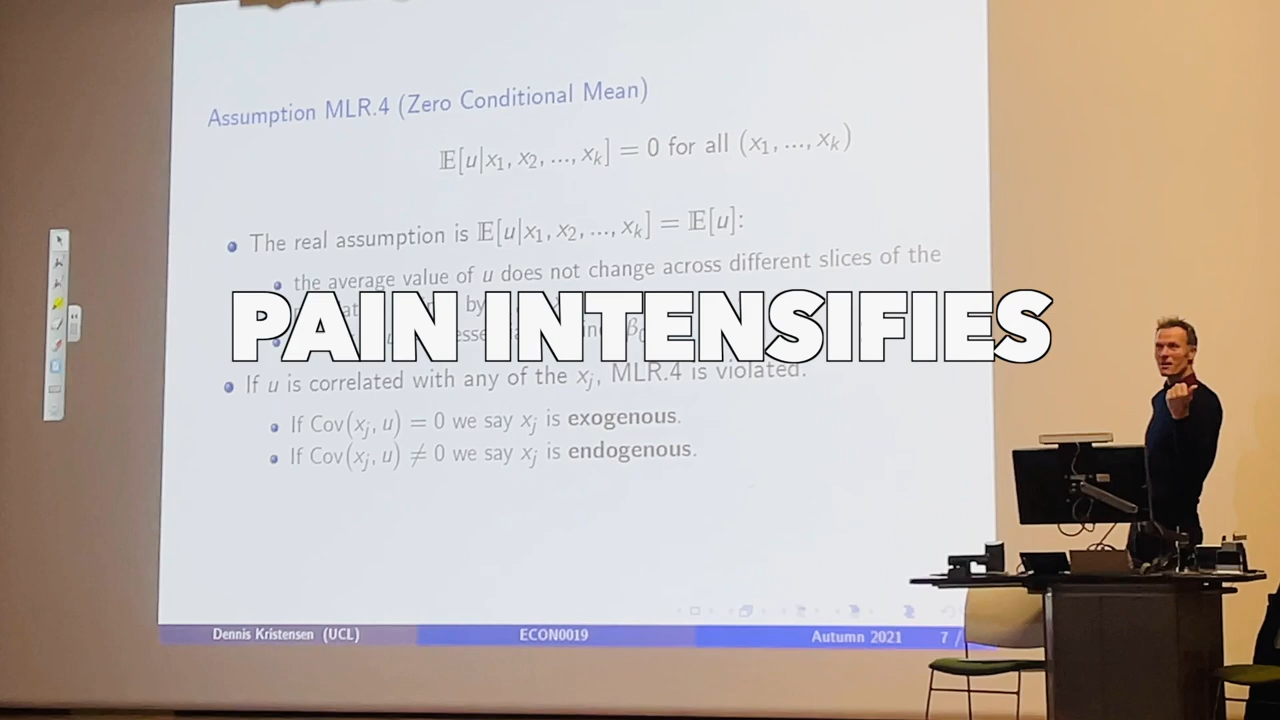 Assumption MLR.4 (Zero Conditional Mean)
𝔼[u|x₁, x₂, ..., xₖ] = 0 for all (x₁, ..., xₖ)
The real assumption is 𝔼[u|x₁, x₂, ..., xₖ] = 𝔼[u]:
the average value of u does not change across different slices of the
by
PAIN INTENSIFIES
If u is correlated with any of the xⱼ, MLR.4 is violated.
If Cov(xⱼ, u) = 0 we say xⱼ is exogenous.
If Cov(xⱼ, u) ≠ 0 we say xⱼ is endogenous.
Dennis Kristensen (UCL) ECON0019 Autumn 2021 7 /